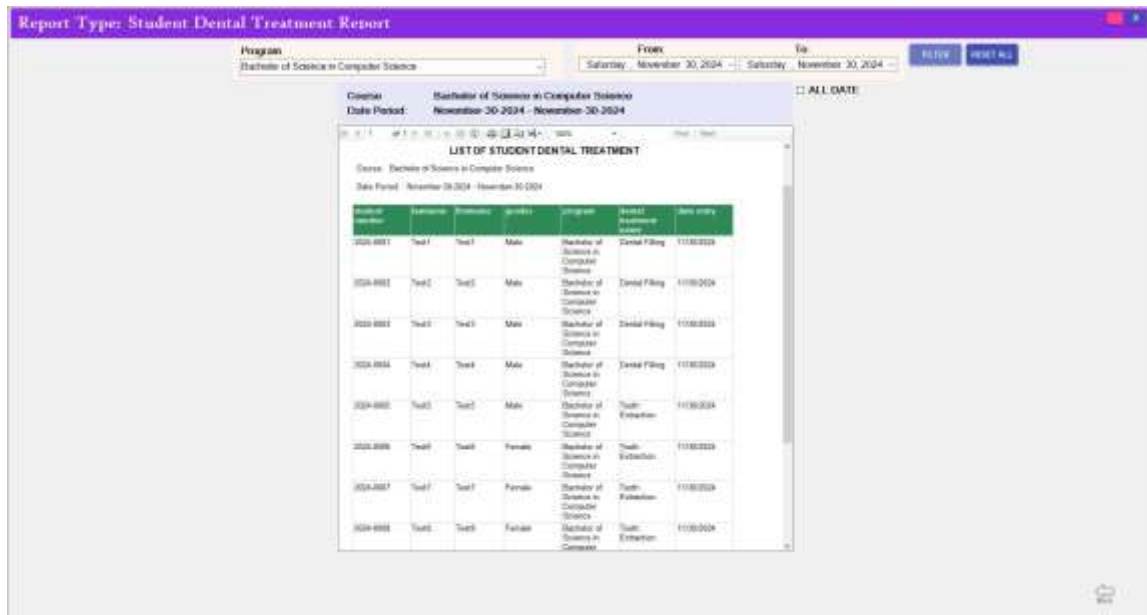 Report Type: Student Dental Treatment Report
Program
Bachelor of Science in Computer Science
From: To:
Saturday , November 30, 2024 Saturday , November 30, 2024
FILTER RESET ALL
ALL DATE
Course Bachelor of Science in Computer Science
Date Period: November-30-2024 - November-30-2024
100% Find | Next
LIST OF STUDENT DENTAL TREATMENT
Course Bachelor of Science in Computer Science
Date Period November-30-2024 - November-30-2024
student number gender program dental treatment date entry
2024-0001 Test1 Test1 Male Bachelor of Dental Filling 11/30/2024
Science in
Computer
Science
2024-0002 Test2 Test2 Male Bachelor of Dental Filling 11/30/2024
Science in
Computer
Science
2024-0003 Test3 Test3 Male Bachelor of Dental Filling 11/30/2024
Science in
Computer
Science
2024-0004 Test4 Test4 Male Bachelor of Dental Filling 11/30/2024
Science in
Computer
Science
2024-0005 Test5 Test5 Male Bachelor of Tooth 11/30/2024
Science in Extraction
Computer
Science
2024-0006 Test6 Test6 Female Bachelor of Tooth 11/30/2024
Science in Extraction
Computer
Science
2024-0007 Test7 Test7 Female Bachelor of Tooth 11/30/2024
Science in Extraction
Computer
Science
2024-0008 Test8 Test8 Female Bachelor of Tooth 11/30/2024
Science in Extraction
Computer